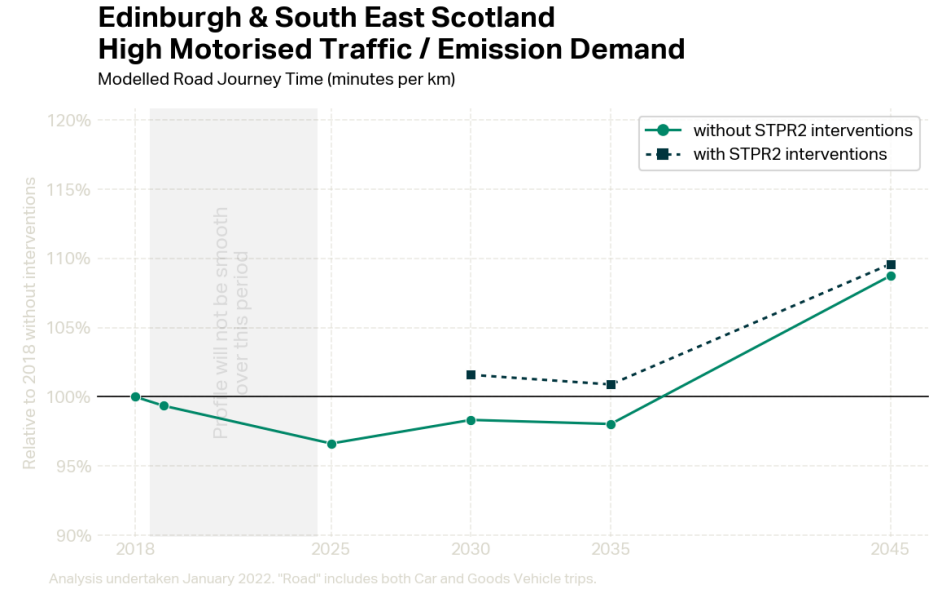 Edinburgh & South East Scotland
High Motorised Traffic / Emission Demand
Modelled Road Journey Time (minutes per km)
without STPR2 interventions
with STPR2 interventions
Relative to 2018 without interventions
120%
115%
110%
105%
100%
95%
90%
Profile will not be smooth
over this period
2018
2025
2030
2035
2045
Analysis undertaken January 2022. "Road" includes both Car and Goods Vehicle trips.